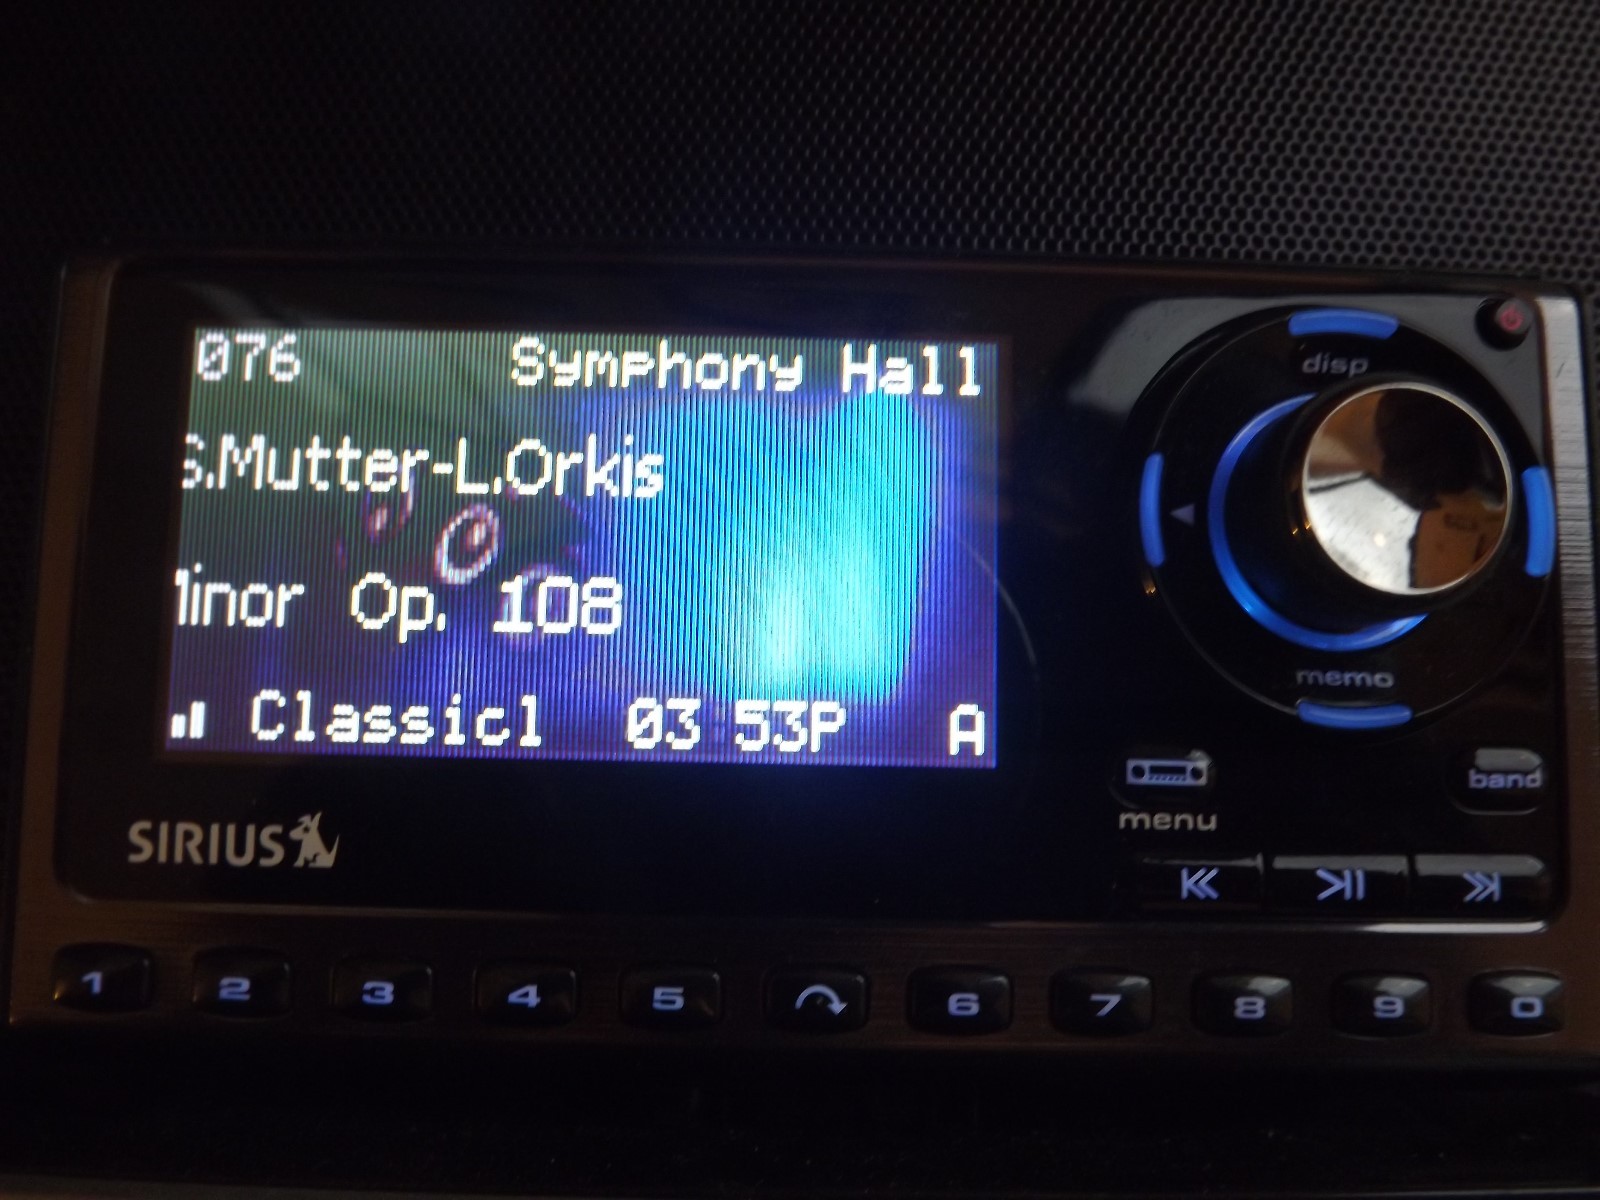 076 Symphony Hall
S.Mutter-L.Orkis
Minor Op. 108
Classicl 03 53P A
SIRIUS
disp
memo
menu
band
1 2 3 4 5 6 7 8 9 0